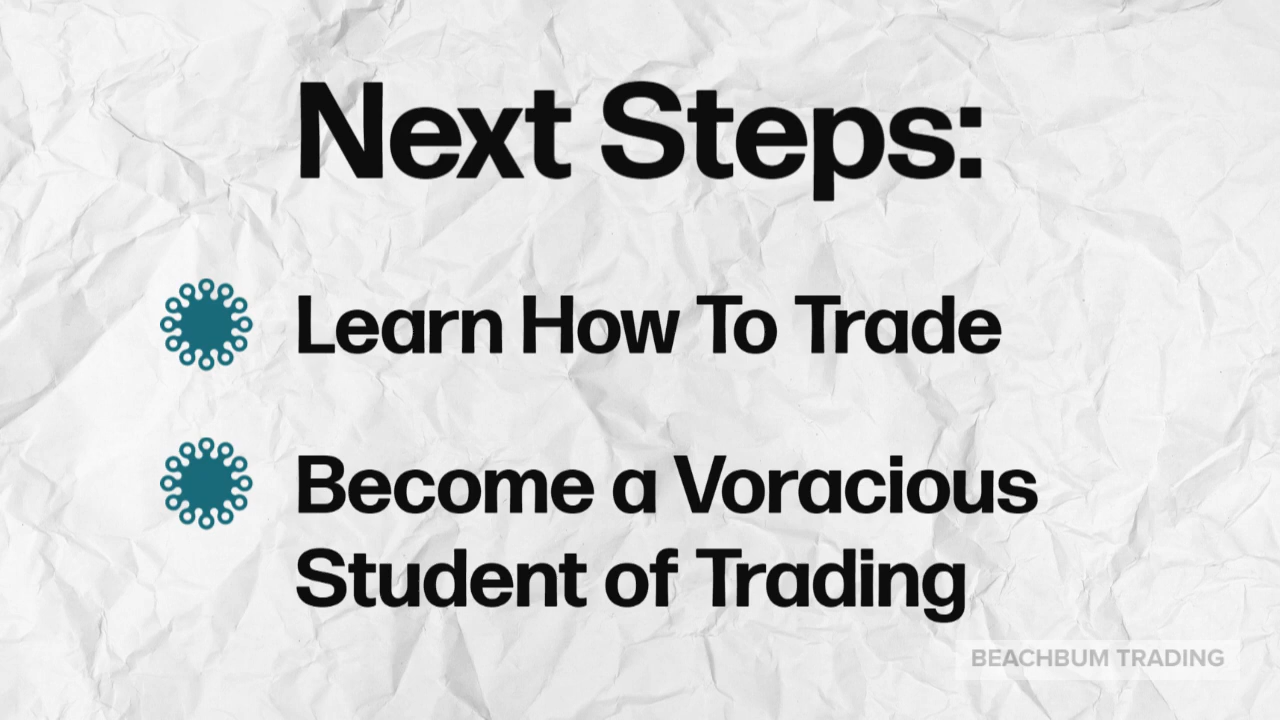 Next Steps:
Learn How To Trade
Become a Voracious
Student of Trading
BEACHBUM TRADING